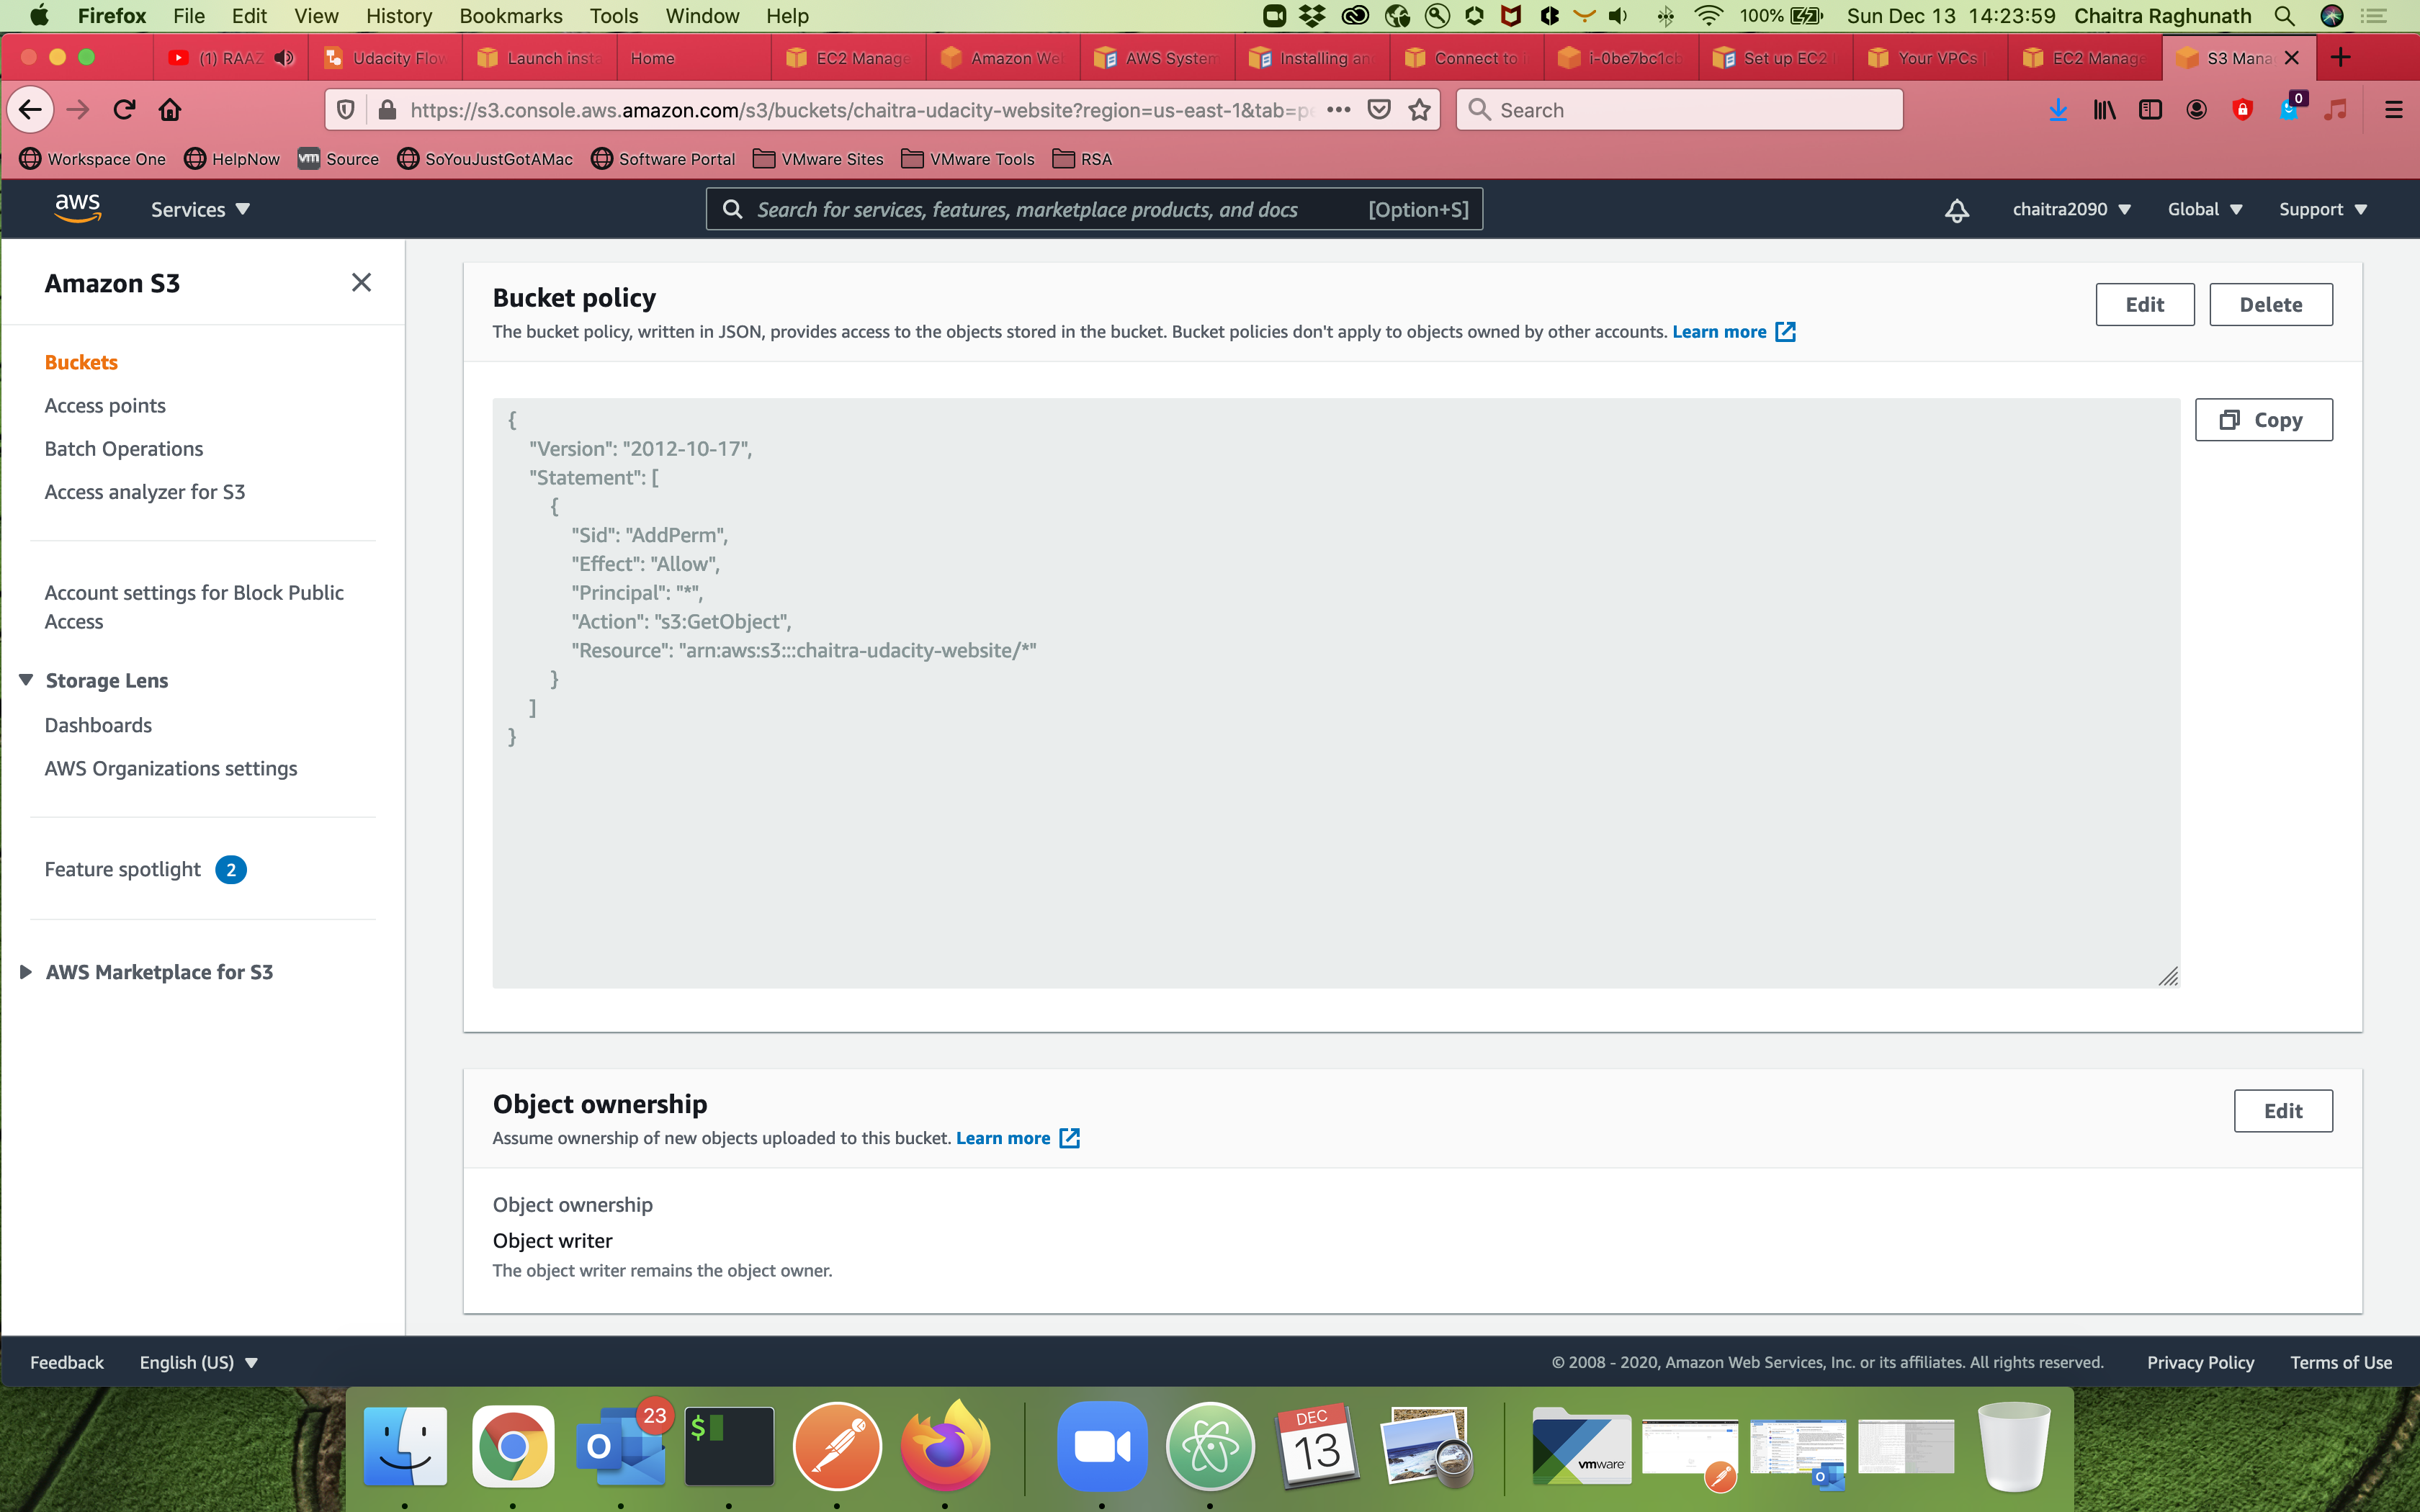 Firefox File Edit View History Bookmarks Tools Window Help 100% Sun Dec 13 14:23:59 Chaitra Raghunath
(1) RAAZ Udacity Flow Launch insta Home EC2 Manage Amazon We AWS System Installing an Connect to i i-0be7bc1cb Set up EC2 Your VPCs EC2 Manage S3 Mana
https://s3.console.aws.amazon.com/s3/buckets/chaitra-udacity-website?region=us-east-1&tab=pe Search 0
Workspace One HelpNow vm Source SoYouJustGotAMac Software Portal VMware Sites VMware Tools RSA
aws Services Search for services, features, marketplace products, and docs [Option+S] chaitra2090 Global Support
Amazon S3
Buckets
Access points
Batch Operations
Access analyzer for S3
Account settings for Block Public
Access
Storage Lens
Dashboards
AWS Organizations settings
Feature spotlight 2
AWS Marketplace for S3
Bucket policy
Edit Delete
The bucket policy, written in JSON, provides access to the objects stored in the bucket. Bucket policies don't apply to objects owned by other accounts. Learn more
Copy
{
"Version": "2012-10-17",
"Statement": [
{
"Sid": "AddPerm",
"Effect": "Allow",
"Principal": "*",
"Action": "s3:GetObject",
"Resource": "arn:aws:s3:::chaitra-udacity-website/*"
}
]
}
Object ownership
Edit
Assume ownership of new objects uploaded to this bucket. Learn more
Object ownership
Object writer
The object writer remains the object owner.
Feedback English (US) © 2008 - 2020, Amazon Web Services, Inc. or its affiliates. All rights reserved. Privacy Policy Terms of Use
23
O
$
DEC
13
vmware